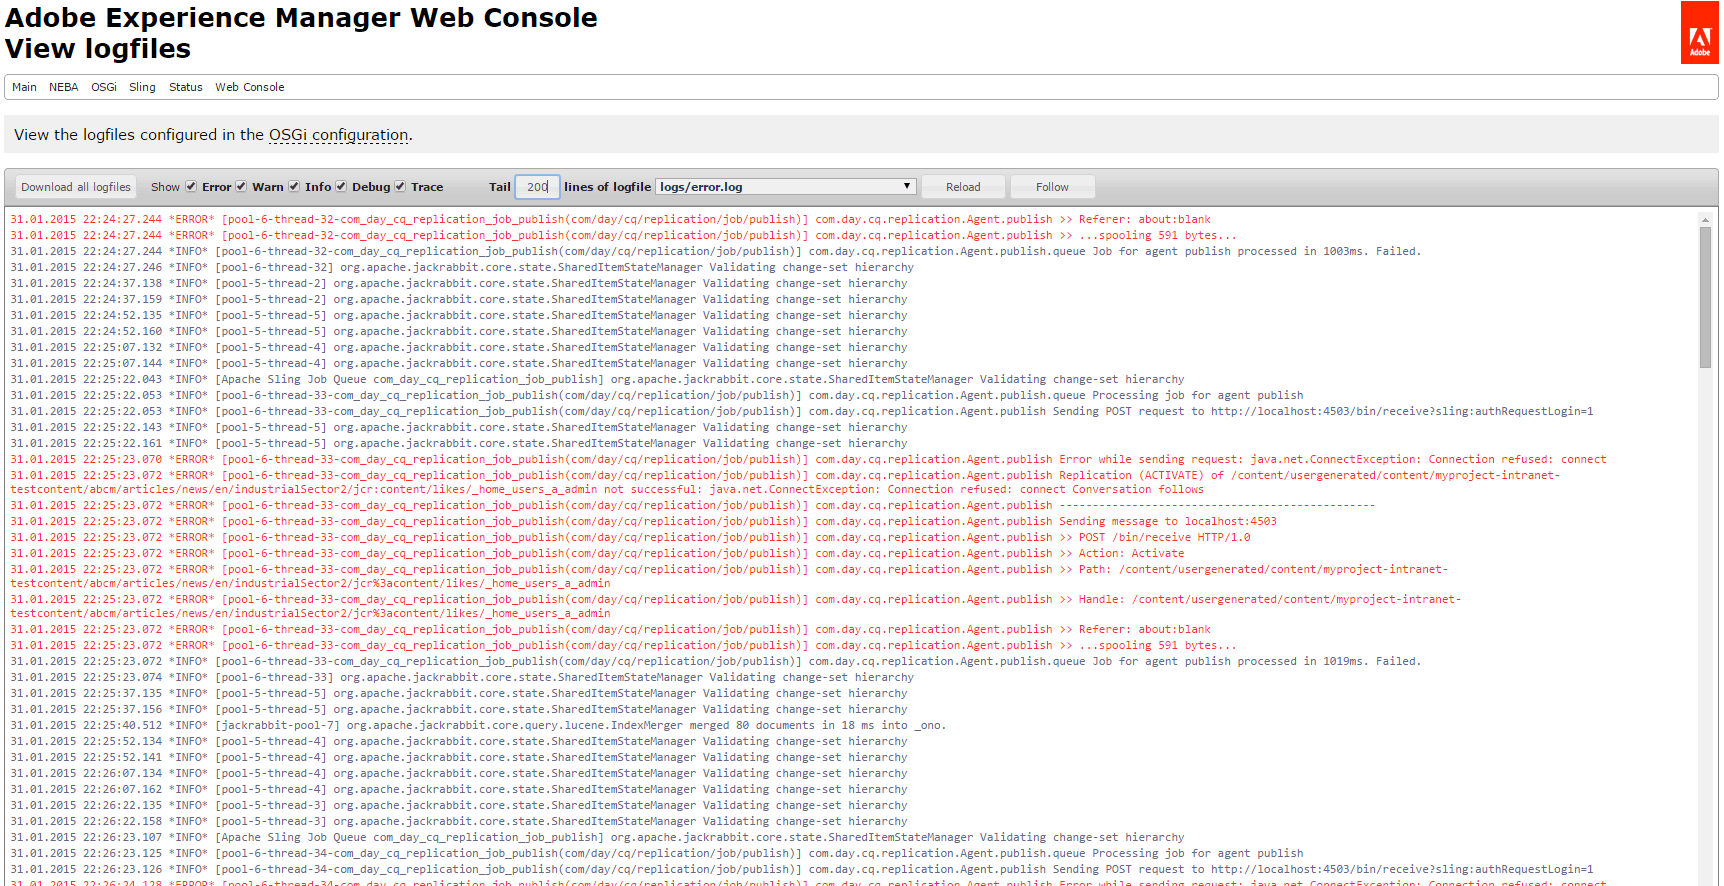 Adobe Experience Manager Web Console
View logfiles
Adobe
Main NEBA OSGi Sling Status Web Console
View the logfiles configured in the OSGi configuration.
Download all logfiles Show Error Warn Info Debug Trace Tail 200 lines of logfile logs/error.log Reload Follow
31.01.2015 22:24:27.244 *ERROR* [pool-6-thread-32-com_day_cq_replication_job_publish(com/day/cq/replication/job/publish)] com.day.cq.replication.Agent.publish >> Referer: about:blank
31.01.2015 22:24:27.244 *ERROR* [pool-6-thread-32-com_day_cq_replication_job_publish(com/day/cq/replication/job/publish)] com.day.cq.replication.Agent.publish >> ...spooling 591 bytes...
31.01.2015 22:24:27.244 *INFO* [pool-6-thread-32-com_day_cq_replication_job_publish(com/day/cq/replication/job/publish)] com.day.cq.replication.Agent.publish.queue Job for agent publish processed in 1003ms. Failed.
31.01.2015 22:24:27.246 *INFO* [pool-6-thread-32] org.apache.jackrabbit.core.state.SharedItemStateManager Validating change-set hierarchy
31.01.2015 22:24:37.138 *INFO* [pool-5-thread-2] org.apache.jackrabbit.core.state.SharedItemStateManager Validating change-set hierarchy
31.01.2015 22:24:37.159 *INFO* [pool-5-thread-2] org.apache.jackrabbit.core.state.SharedItemStateManager Validating change-set hierarchy
31.01.2015 22:24:52.135 *INFO* [pool-5-thread-5] org.apache.jackrabbit.core.state.SharedItemStateManager Validating change-set hierarchy
31.01.2015 22:24:52.160 *INFO* [pool-5-thread-5] org.apache.jackrabbit.core.state.SharedItemStateManager Validating change-set hierarchy
31.01.2015 22:25:07.132 *INFO* [pool-5-thread-4] org.apache.jackrabbit.core.state.SharedItemStateManager Validating change-set hierarchy
31.01.2015 22:25:07.144 *INFO* [pool-5-thread-4] org.apache.jackrabbit.core.state.SharedItemStateManager Validating change-set hierarchy
31.01.2015 22:25:22.043 *INFO* [Apache Sling Job Queue com_day_cq_replication_job_publish] org.apache.jackrabbit.core.state.SharedItemStateManager Validating change-set hierarchy
31.01.2015 22:25:22.053 *INFO* [pool-6-thread-33-com_day_cq_replication_job_publish(com/day/cq/replication/job/publish)] com.day.cq.replication.Agent.publish.queue Processing job for agent publish
31.01.2015 22:25:22.053 *INFO* [pool-6-thread-33-com_day_cq_replication_job_publish(com/day/cq/replication/job/publish)] com.day.cq.replication.Agent.publish Sending POST request to http://localhost:4503/bin/receive?sling:authRequestLogin=1
31.01.2015 22:25:22.143 *INFO* [pool-5-thread-5] org.apache.jackrabbit.core.state.SharedItemStateManager Validating change-set hierarchy
31.01.2015 22:25:22.161 *INFO* [pool-5-thread-5] org.apache.jackrabbit.core.state.SharedItemStateManager Validating change-set hierarchy
31.01.2015 22:25:23.070 *ERROR* [pool-6-thread-33-com_day_cq_replication_job_publish(com/day/cq/replication/job/publish)] com.day.cq.replication.Agent.publish Error while sending request: java.net.ConnectException: Connection refused: connect
31.01.2015 22:25:23.072 *ERROR* [pool-6-thread-33-com_day_cq_replication_job_publish(com/day/cq/replication/job/publish)] com.day.cq.replication.Agent.publish Replication (ACTIVATE) of /content/usergenerated/content/myproject-intranet-
testcontent/abcm/articles/news/en/industrialSector2/jcr:content/likes/_home_users_a_admin not successful: java.net.ConnectException: Connection refused: connect Conversation follows
31.01.2015 22:25:23.072 *ERROR* [pool-6-thread-33-com_day_cq_replication_job_publish(com/day/cq/replication/job/publish)] com.day.cq.replication.Agent.publish ------------------------------------------------
31.01.2015 22:25:23.072 *ERROR* [pool-6-thread-33-com_day_cq_replication_job_publish(com/day/cq/replication/job/publish)] com.day.cq.replication.Agent.publish Sending message to localhost:4503
31.01.2015 22:25:23.072 *ERROR* [pool-6-thread-33-com_day_cq_replication_job_publish(com/day/cq/replication/job/publish)] com.day.cq.replication.Agent.publish >> POST /bin/receive HTTP/1.0
31.01.2015 22:25:23.072 *ERROR* [pool-6-thread-33-com_day_cq_replication_job_publish(com/day/cq/replication/job/publish)] com.day.cq.replication.Agent.publish >> Action: Activate
31.01.2015 22:25:23.072 *ERROR* [pool-6-thread-33-com_day_cq_replication_job_publish(com/day/cq/replication/job/publish)] com.day.cq.replication.Agent.publish >> Path: /content/usergenerated/content/myproject-intranet-
testcontent/abcm/articles/news/en/industrialSector2/jcr%3acontent/likes/_home_users_a_admin
31.01.2015 22:25:23.072 *ERROR* [pool-6-thread-33-com_day_cq_replication_job_publish(com/day/cq/replication/job/publish)] com.day.cq.replication.Agent.publish >> Handle: /content/usergenerated/content/myproject-intranet-
testcontent/abcm/articles/news/en/industrialSector2/jcr%3acontent/likes/_home_users_a_admin
31.01.2015 22:25:23.072 *ERROR* [pool-6-thread-33-com_day_cq_replication_job_publish(com/day/cq/replication/job/publish)] com.day.cq.replication.Agent.publish >> Referer: about:blank
31.01.2015 22:25:23.072 *ERROR* [pool-6-thread-33-com_day_cq_replication_job_publish(com/day/cq/replication/job/publish)] com.day.cq.replication.Agent.publish >> ...spooling 591 bytes...
31.01.2015 22:25:23.072 *INFO* [pool-6-thread-33-com_day_cq_replication_job_publish(com/day/cq/replication/job/publish)] com.day.cq.replication.Agent.publish.queue Job for agent publish processed in 1019ms. Failed.
31.01.2015 22:25:23.074 *INFO* [pool-6-thread-33] org.apache.jackrabbit.core.state.SharedItemStateManager Validating change-set hierarchy
31.01.2015 22:25:37.135 *INFO* [pool-5-thread-5] org.apache.jackrabbit.core.state.SharedItemStateManager Validating change-set hierarchy
31.01.2015 22:25:37.156 *INFO* [pool-5-thread-5] org.apache.jackrabbit.core.state.SharedItemStateManager Validating change-set hierarchy
31.01.2015 22:25:40.512 *INFO* [jackrabbit-pool-7] org.apache.jackrabbit.core.query.lucene.IndexMerger merged 80 documents in 18 ms into _ono.
31.01.2015 22:25:52.134 *INFO* [pool-5-thread-4] org.apache.jackrabbit.core.state.SharedItemStateManager Validating change-set hierarchy
31.01.2015 22:25:52.141 *INFO* [pool-5-thread-4] org.apache.jackrabbit.core.state.SharedItemStateManager Validating change-set hierarchy
31.01.2015 22:26:07.134 *INFO* [pool-5-thread-4] org.apache.jackrabbit.core.state.SharedItemStateManager Validating change-set hierarchy
31.01.2015 22:26:07.162 *INFO* [pool-5-thread-4] org.apache.jackrabbit.core.state.SharedItemStateManager Validating change-set hierarchy
31.01.2015 22:26:22.135 *INFO* [pool-5-thread-3] org.apache.jackrabbit.core.state.SharedItemStateManager Validating change-set hierarchy
31.01.2015 22:26:22.158 *INFO* [pool-5-thread-3] org.apache.jackrabbit.core.state.SharedItemStateManager Validating change-set hierarchy
31.01.2015 22:26:23.107 *INFO* [Apache Sling Job Queue com_day_cq_replication_job_publish] org.apache.jackrabbit.core.state.SharedItemStateManager Validating change-set hierarchy
31.01.2015 22:26:23.125 *INFO* [pool-6-thread-34-com_day_cq_replication_job_publish(com/day/cq/replication/job/publish)] com.day.cq.replication.Agent.publish.queue Processing job for agent publish
31.01.2015 22:26:23.126 *INFO* [pool-6-thread-34-com_day_cq_replication_job_publish(com/day/cq/replication/job/publish)] com.day.cq.replication.Agent.publish Sending POST request to http://localhost:4503/bin/receive?sling:authRequestLogin=1
31.01.2015 22:26:24.128 *ERROR* [pool-6-thread-34-com_day_cq_replication_job_publish(com/day/cq/replication/job/publish)] com.day.cq.replication.Agent.publish Error while sending request: java.net.ConnectException: Connection refused: connect